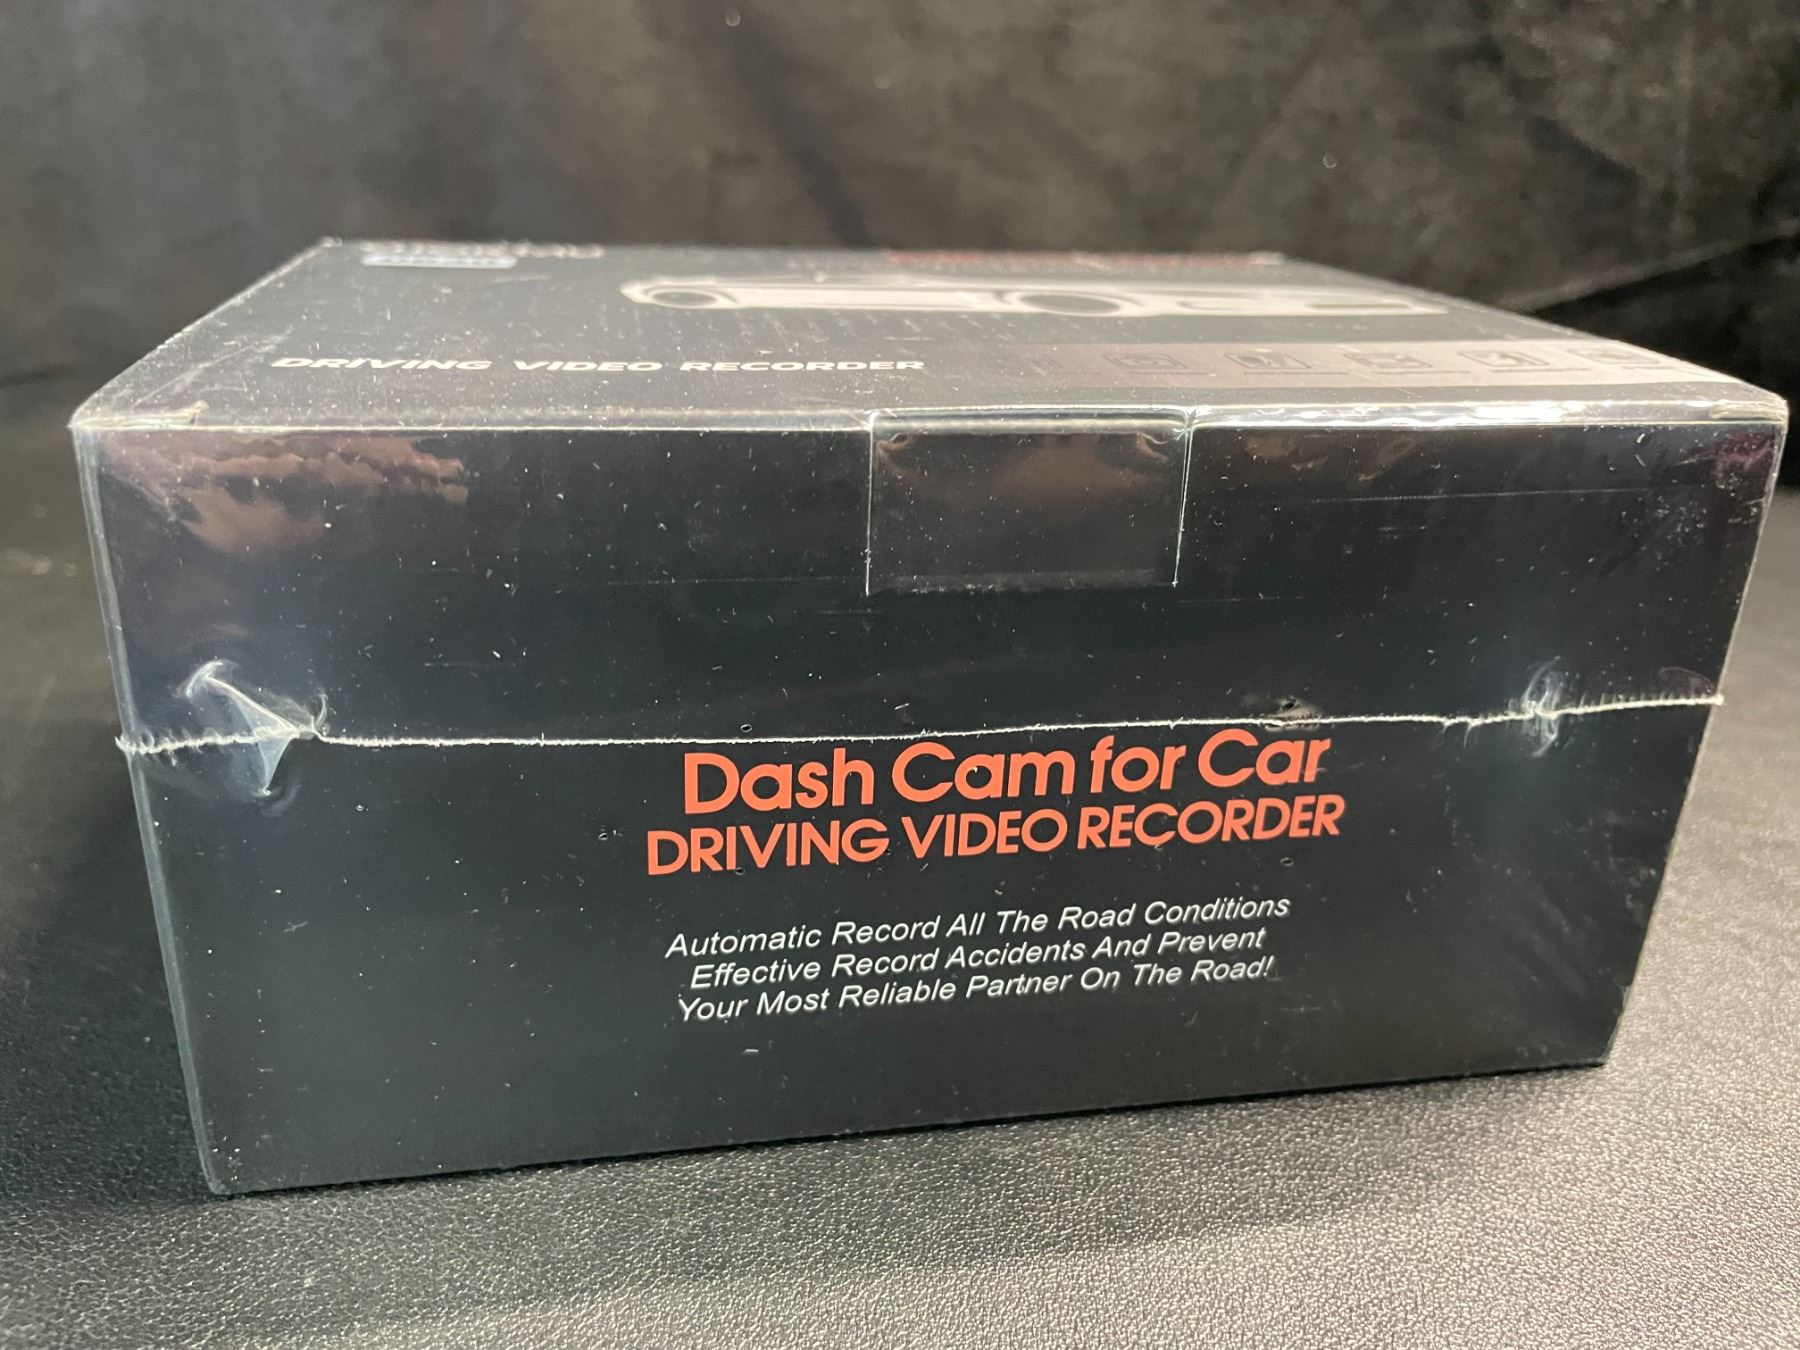 DRIVING VIDEO RECORDER
Dash Cam for Car
DRIVING VIDEO RECORDER
Automatic Record All The Road Conditions
Effective Record Accidents And Prevent
Your Most Reliable Partner On The Road!